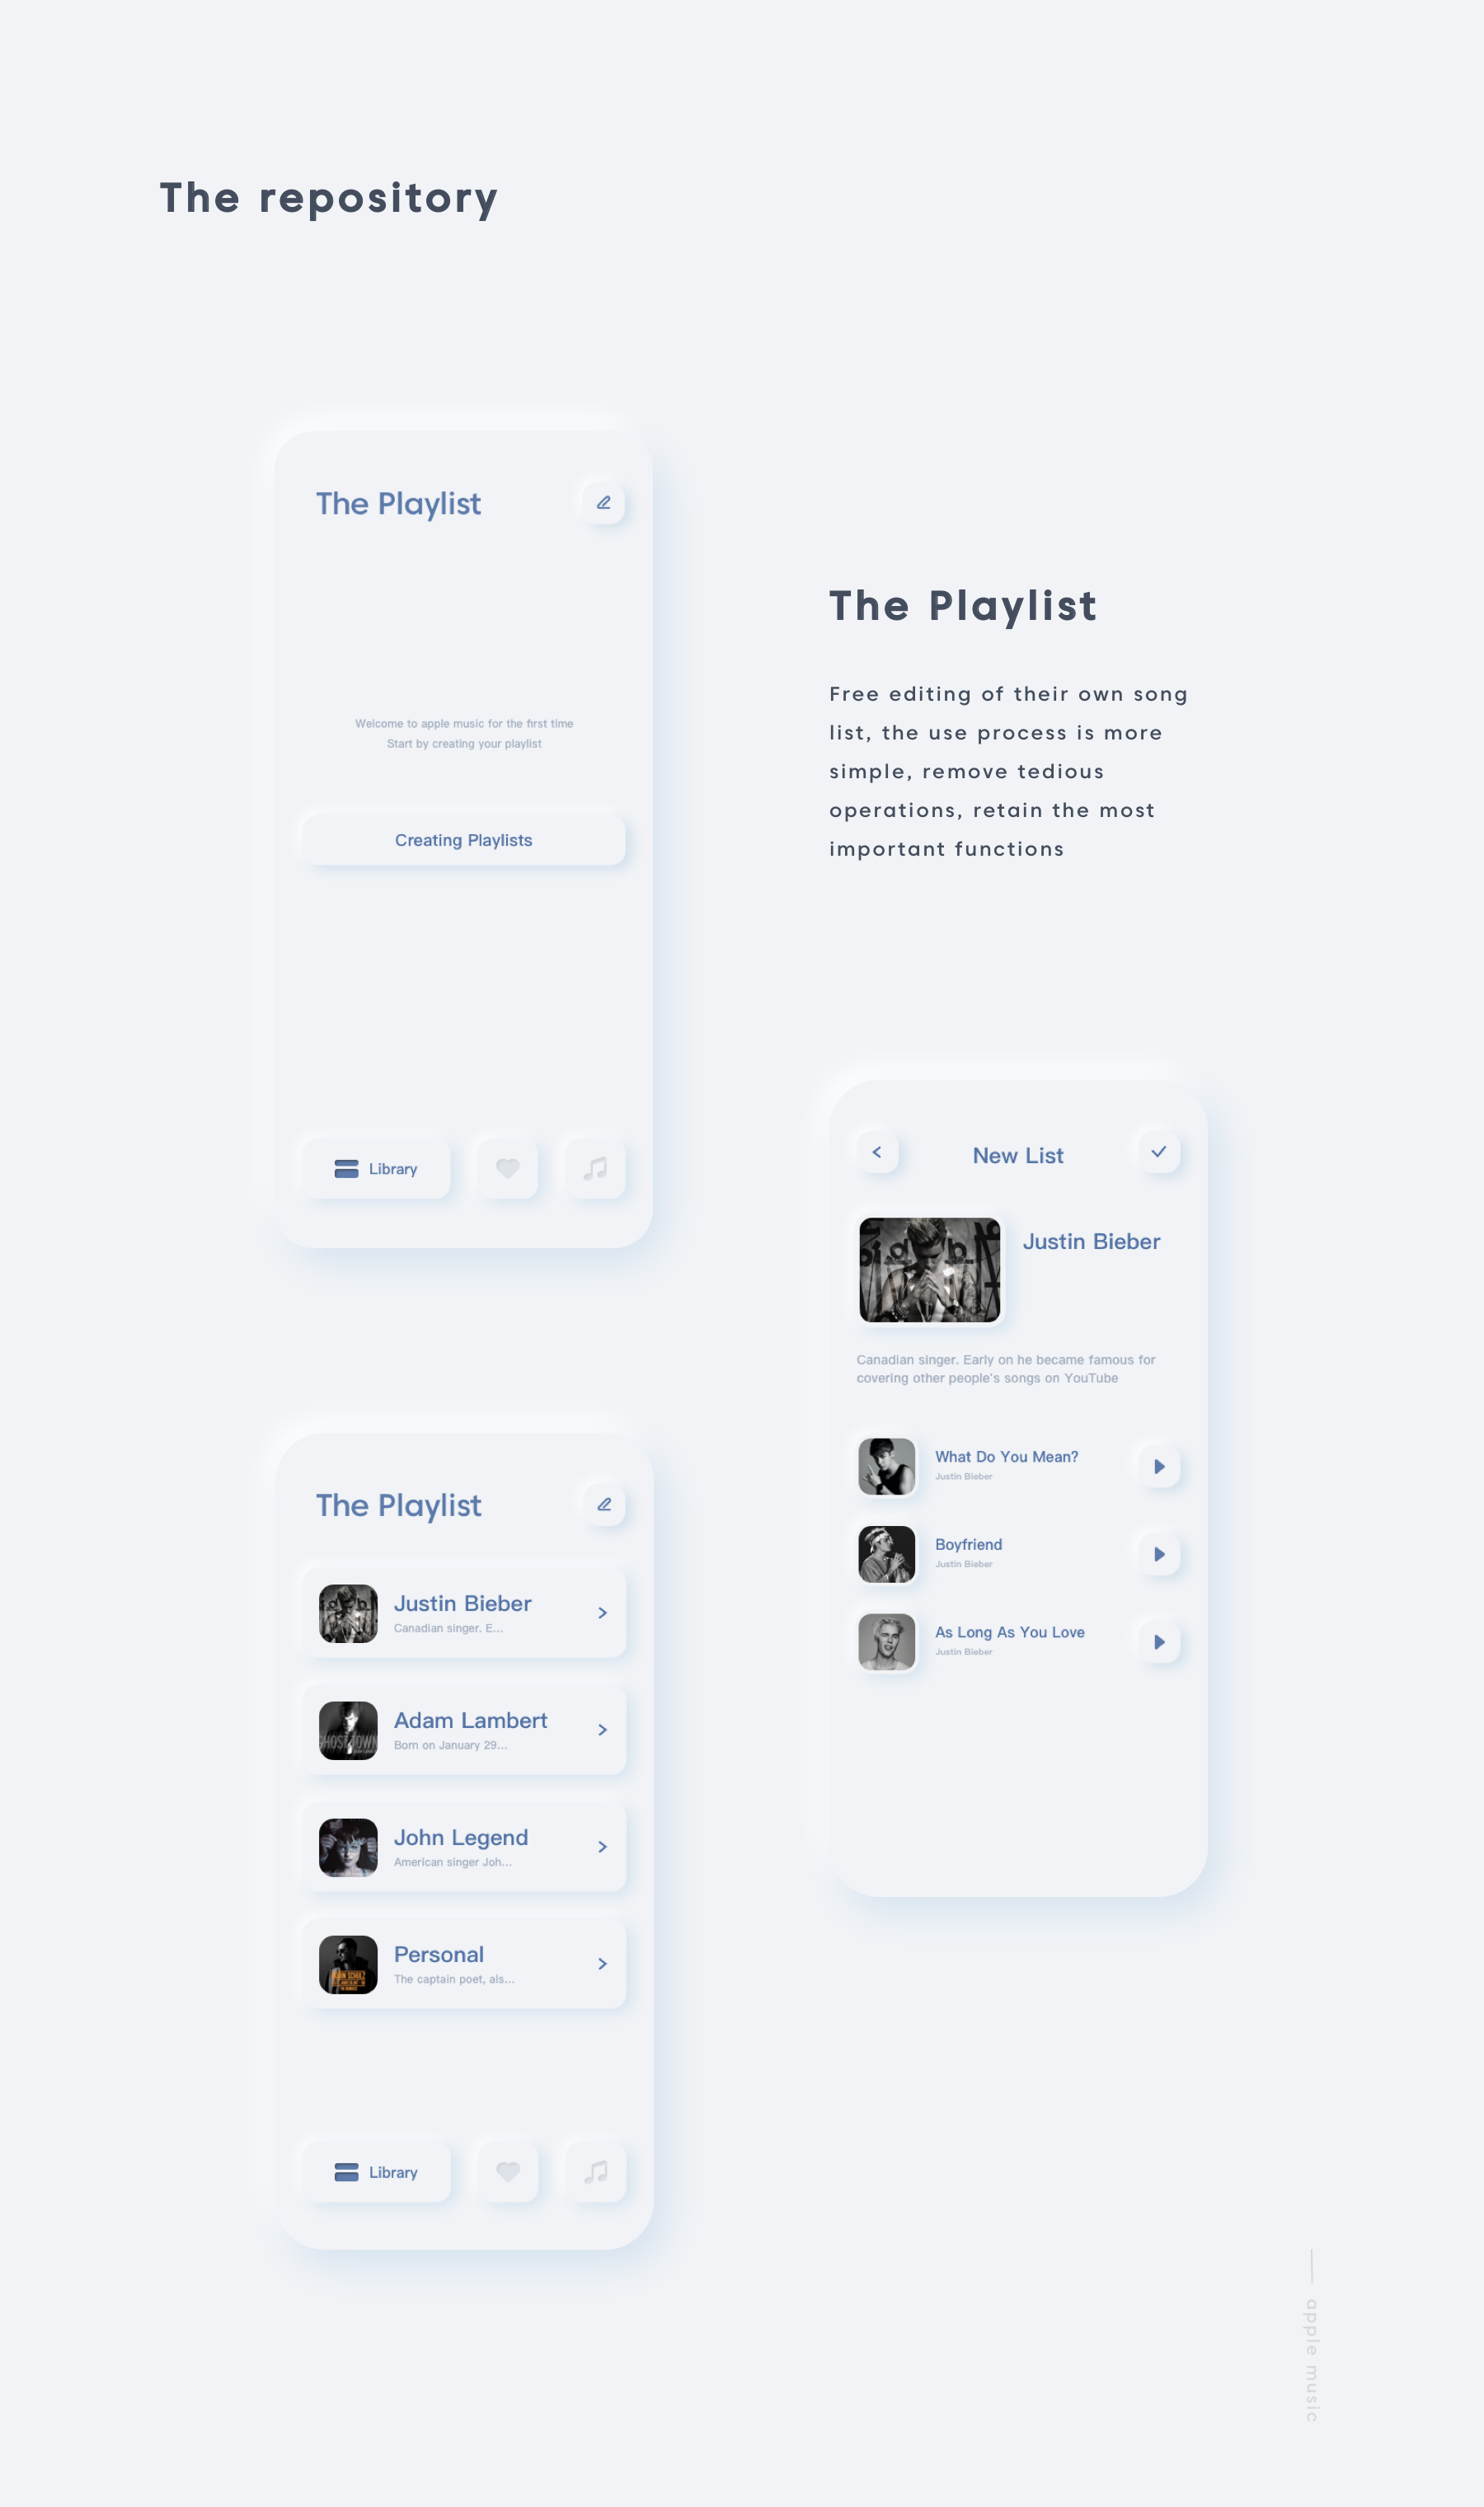 The repository
The Playlist
Welcome to apple music for the first time
Start by creating your playlist
Creating Playlists
Library
The Playlist
Free editing of their own song
list, the use process is more
simple, remove tedious
operations, retain the most
important functions
New List
Justin Bieber
Canadian singer. Early on he became famous for
covering other people's songs on YouTube
What Do You Mean?
Justin Bieber
Boyfriend
Justin Bieber
As Long As You Love
Justin Bieber
The Playlist
Justin Bieber
Canadian singer. E...
Adam Lambert
Born on January 29...
GHOST TOWN
John Legend
American singer Joh...
Personal
The captain poet, als...
Library
apple music